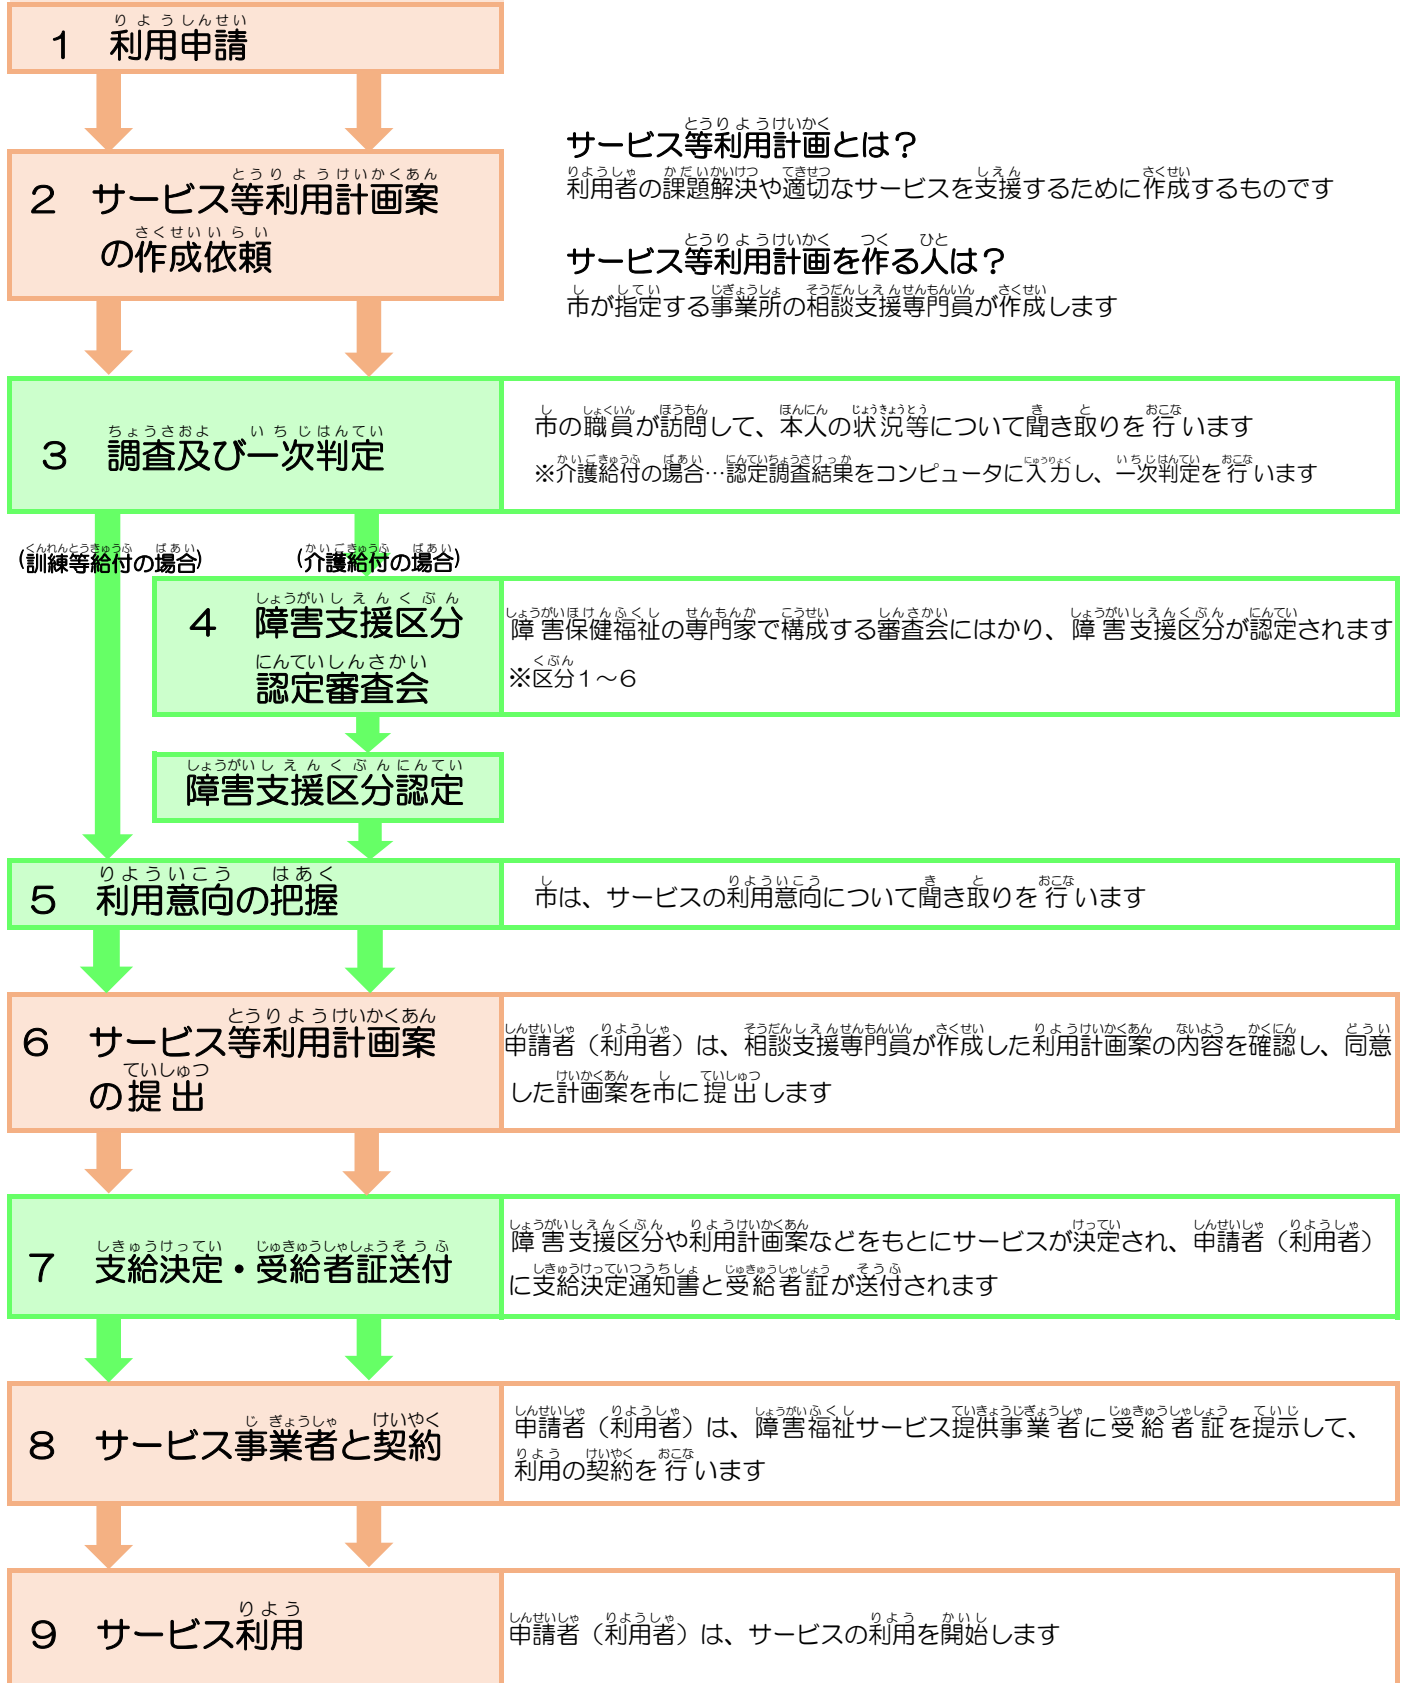 1 利用申請
2 サービス等利用計画案
の作成依頼
サービス等利用計画とは？
利用者の課題解決や適切なサービスを支援するために作成するものです
サービス等利用計画を作る人は？
市が指定する事業所の相談支援専門員が作成します
3 調査及び一次判定
市の職員が訪問して、本人の状況等について聞き取りを行います
※介護給付の場合…認定調査結果をコンピュータに入力し、一次判定を行います
(訓練等給付の場合)
(介護給付の場合)
4 障害支援区分
認定審査会
障害保健福祉の専門家で構成する審査会にはかり、障害支援区分が認定されます
※区分１～６
障害支援区分認定
5 利用意向の把握
市は、サービスの利用意向について聞き取りを行います
6 サービス等利用計画案
の提出
申請者（利用者）は、相談支援専門員が作成した利用計画案の内容を確認し、同意
した計画案を市に提出します
7 支給決定・受給者証送付
障害支援区分や利用計画案などをもとにサービスが決定され、申請者（利用者）
に支給決定通知書と受給者証が送付されます
8 サービス事業者と契約
申請者（利用者）は、障害福祉サービス提供事業者に受給者証を提示して、
利用の契約を行います
9 サービス利用
申請者（利用者）は、サービスの利用を開始します